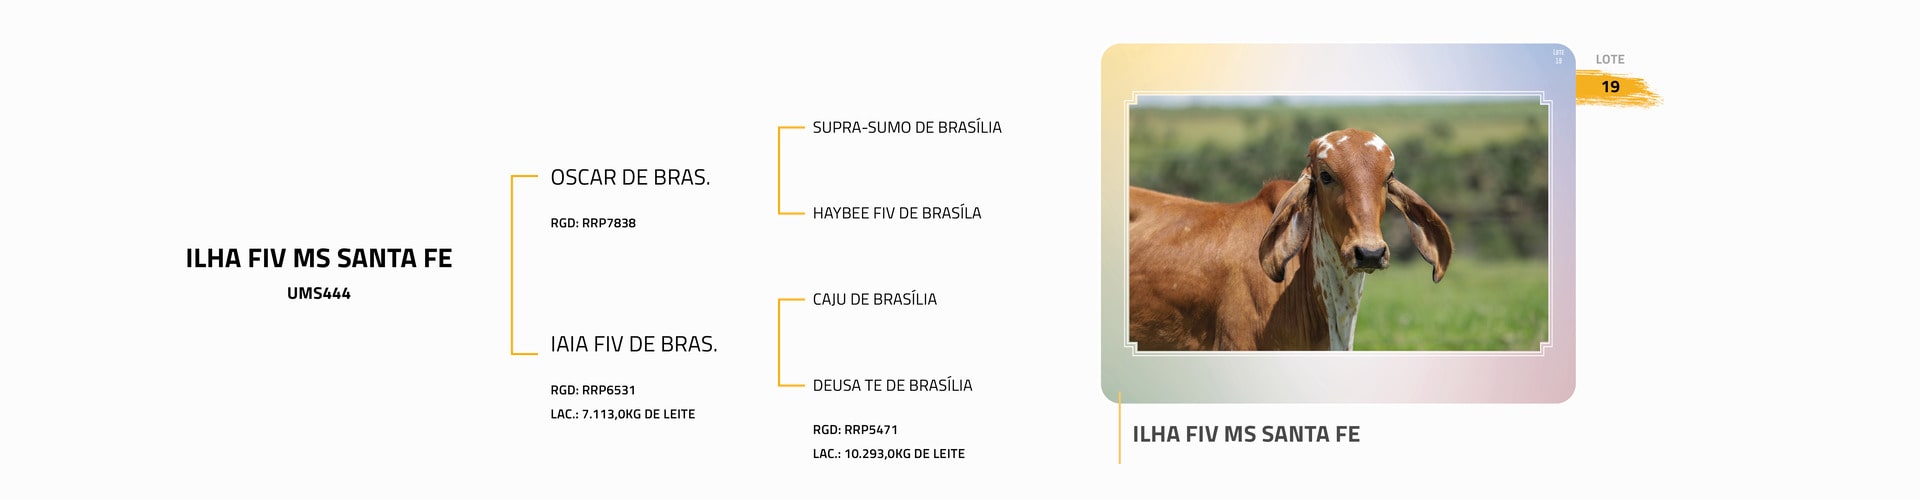 ILHA FIV MS SANTA FE
UMS444
OSCAR DE BRAS.
RGD: RRP7838
IAIA FIV DE BRAS.
RGD: RRP6531
LAC.: 7.113,0KG DE LEITE
SUPRA-SUMO DE BRASÍLIA
HAYBEE FIV DE BRASÍLA
CAJU DE BRASÍLIA
DEUSA TE DE BRASÍLIA
RGD: RRP5471
LAC.: 10.293,0KG DE LEITE
LOTE
18
LOTE
19
ILHA FIV MS SANTA FE